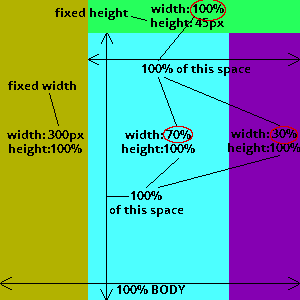 fixed height
width: 100%
height: 45px
100% of this space
fixed width
width: 300px
height:100%
width: 70%
height:100%
width: 30%
height:100%
100%
of this space
100% BODY